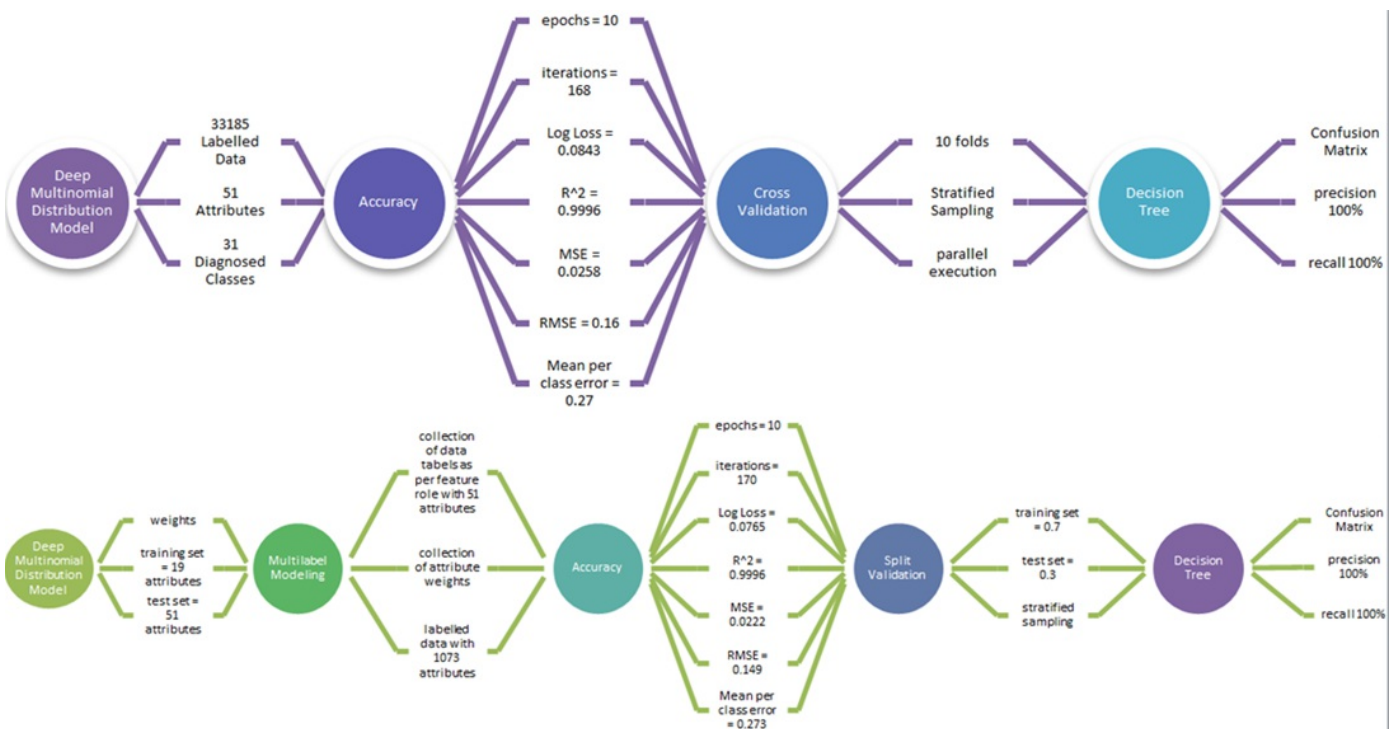 Deep
Multinomial
Distribution
Model
33185
Labelled
Data
51
Attributes
31
Diagnosed
Classes
Accuracy
epochs = 10
iterations =
168
Log Loss =
0.0843
R^2 =
0.9996
MSE =
0.0258
RMSE = 0.16
Mean per
class error =
0.27
Cross
Validation
10 folds
Stratified
Sampling
parallel
execution
Decision
Tree
Confusion
Matrix
precision
100%
recall 100%
Deep
Multinomial
Distribution
Model
weights
training set
= 19
attributes
test set =
51
attributes
Multilabel
Modeling
collection
of data
tabels as
per feature
role with 51
attributes
collection
of attribute
weights
labelled
data with
1073
attributes
Accuracy
epochs = 10
iterations =
170
Log Loss =
0.0765
R^2 =
0.9996
MSE =
0.0222
RMSE =
0.149
Mean per
class error
= 0.273
Split
Validation
training set
= 0.7
test set =
0.3
stratified
sampling
Decision
Tree
Confusion
Matrix
precision
100%
recall 100%